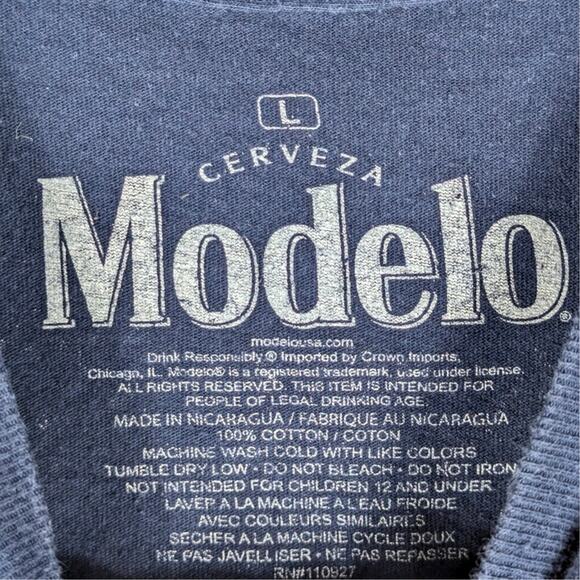 L
CERVEZA
Modelo®
modelousa.com
Drink Responsibly.® Imported by Crown Imports,
Chicago, IL. Modelo® is a registered trademark, used under license.
ALL RIGHTS RESERVED. THIS ITEM IS INTENDED FOR
PEOPLE OF LEGAL DRINKING AGE.
MADE IN NICARAGUA / FABRIQUE AU NICARAGUA
100% COTTON / COTON
MACHINE WASH COLD WITH LIKE COLORS
TUMBLE DRY LOW • DO NOT BLEACH • DO NOT IRON
NOT INTENDED FOR CHILDREN 12 AND UNDER
LAVER A LA MACHINE A L'EAU FROIDE
AVEC COULEURS SIMILAIRES
SECHER A LA MACHINE CYCLE DOUX
NE PAS JAVELLISER • NE PAS REPASSER
RN#110927